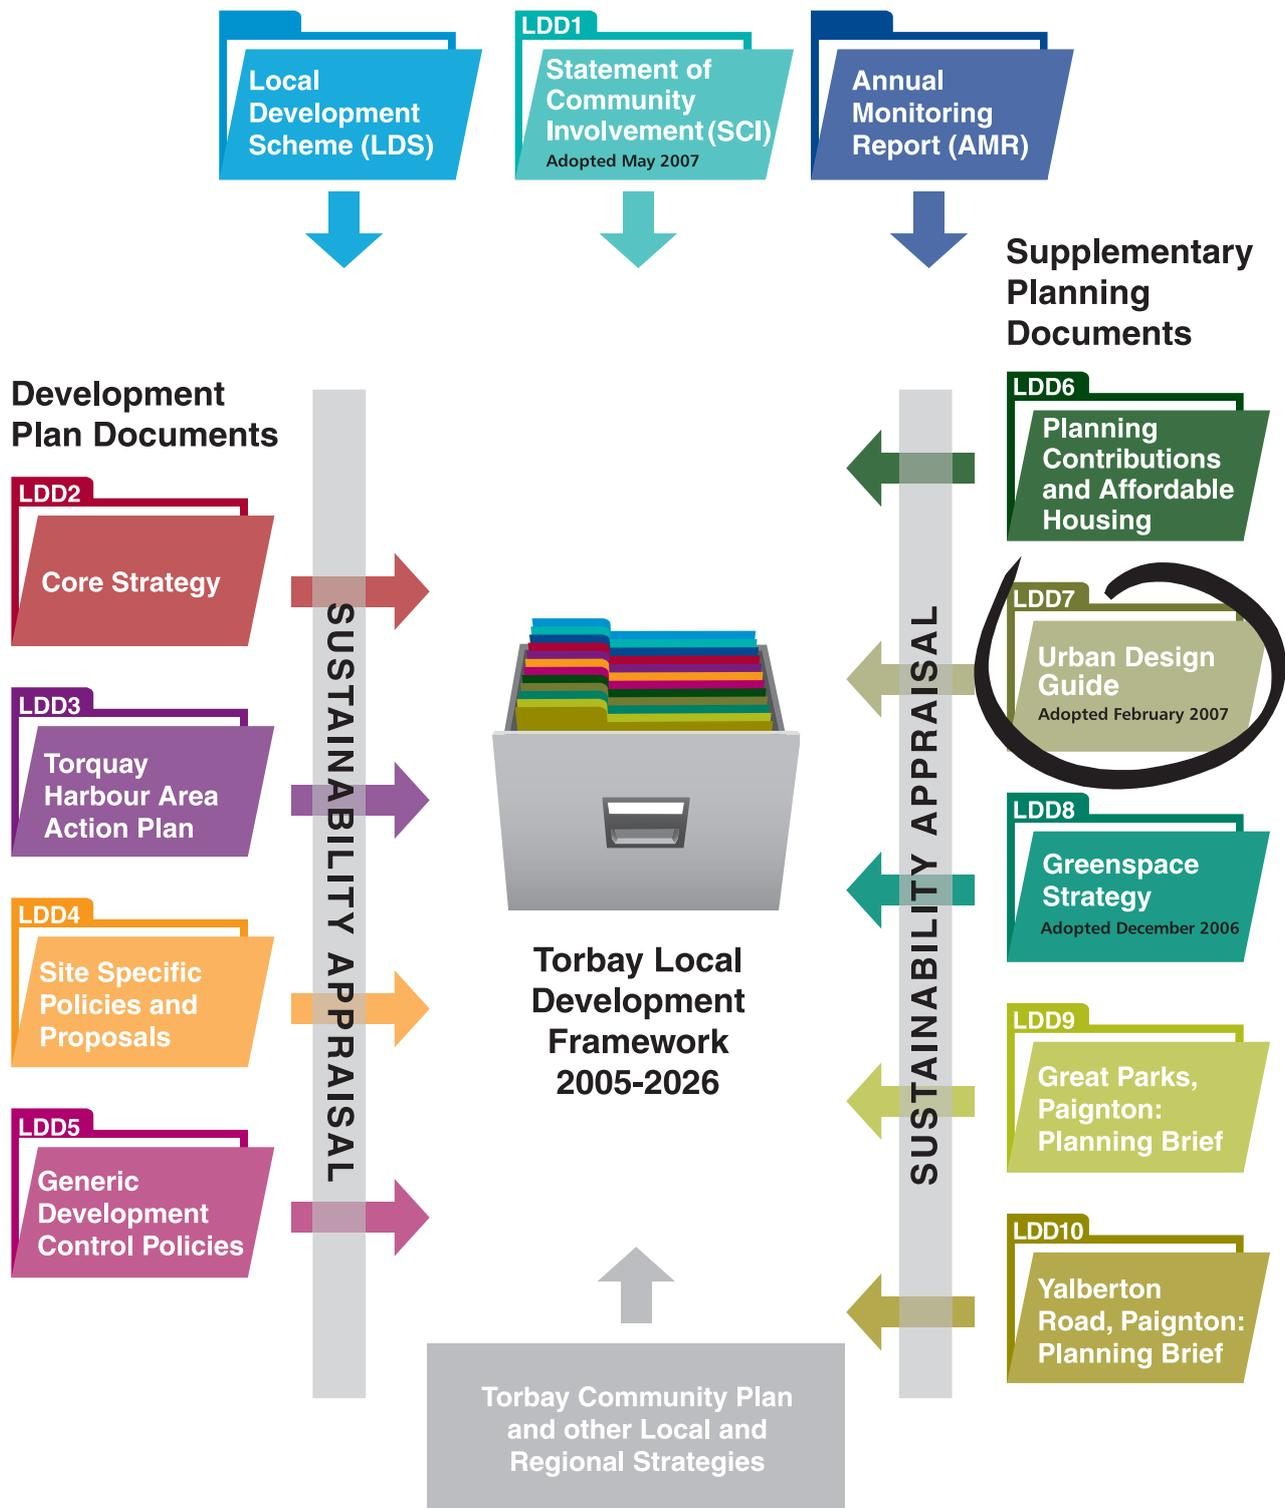 Local
Development
Scheme (LDS)
LDD1
Statement of
Community
Involvement (SCI)
Adopted May 2007
Annual
Monitoring
Report (AMR)
Supplementary
Planning
Documents
Development
Plan Documents
LDD2
Core Strategy
LDD3
Torquay
Harbour Area
Action Plan
LDD4
Site Specific
Policies and
Proposals
LDD5
Generic
Development
Control Policies
SUSTAINABILITY APPRAISAL
Torbay Local
Development
Framework
2005-2026
Torbay Community Plan
and other Local and
Regional Strategies
SUSTAINABILITY APPRAISAL
LDD6
Planning
Contributions
and Affordable
Housing
LDD7
Urban Design
Guide
Adopted February 2007
LDD8
Greenspace
Strategy
Adopted December 2006
LDD9
Great Parks,
Paignton:
Planning Brief
LDD10
Yalberton
Road, Paignton:
Planning Brief